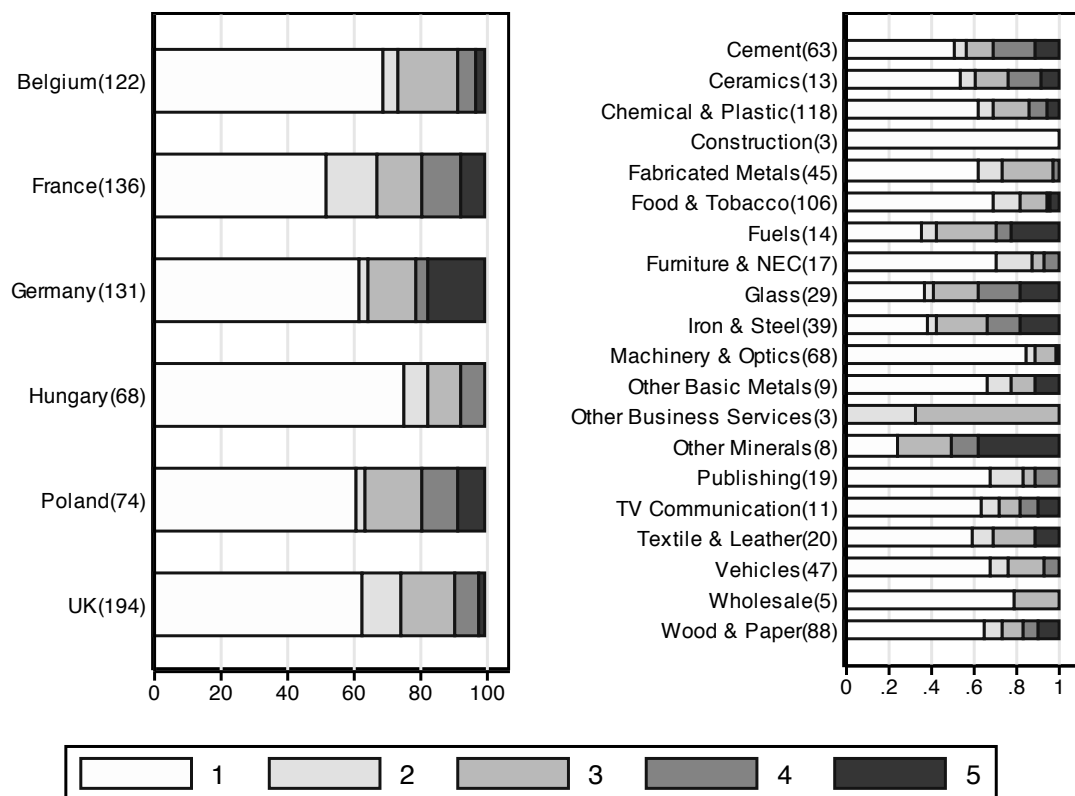 Belgium(122)
France(136)
Germany(131)
Hungary(68)
Poland(74)
UK(194)
0 20 40 60 80 100
Cement(63)
Ceramics(13)
Chemical & Plastic(118)
Construction(3)
Fabricated Metals(45)
Food & Tobacco(106)
Fuels(14)
Furniture & NEC(17)
Glass(29)
Iron & Steel(39)
Machinery & Optics(68)
Other Basic Metals(9)
Other Business Services(3)
Other Minerals(8)
Publishing(19)
TV Communication(11)
Textile & Leather(20)
Vehicles(47)
Wholesale(5)
Wood & Paper(88)
0 .2 .4 .6 .8 1
1 2 3 4 5